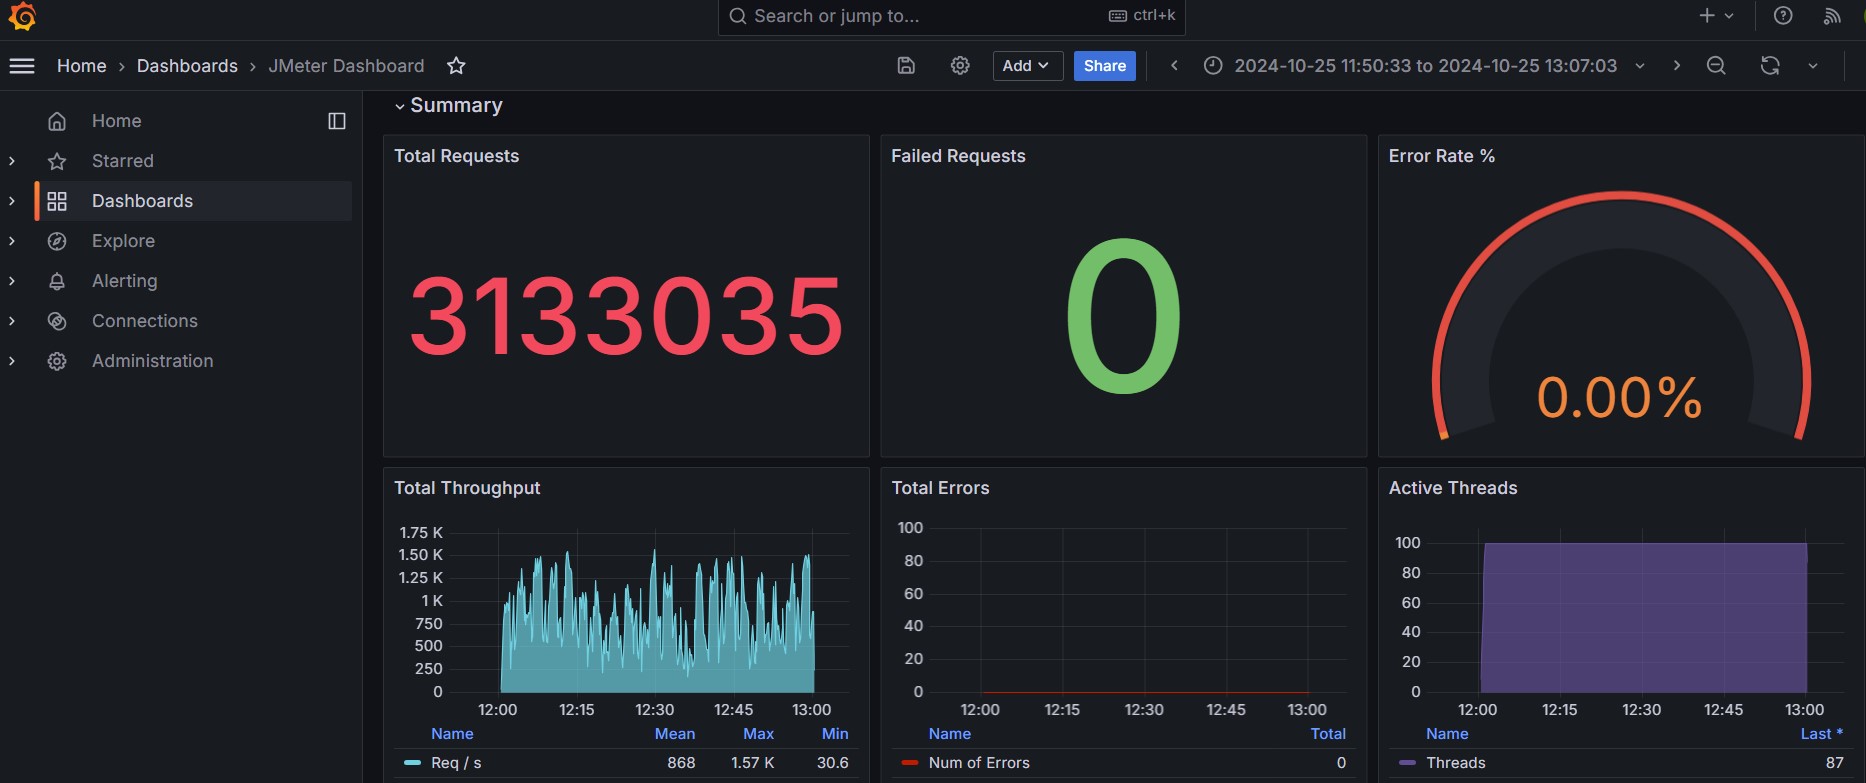 Search or jump to... ctrl+k
Home › Dashboards › JMeter Dashboard Add Share 2024-10-25 11:50:33 to 2024-10-25 13:07:03
Home
Starred
Dashboards
Explore
Alerting
Connections
Administration
Summary
Total Requests
3133035
Failed Requests
0
Error Rate %
0.00%
Total Throughput
1.75 K
1.50 K
1.25 K
1 K
750
500
250
0
12:00 12:15 12:30 12:45 13:00
Name Mean Max Min
Req / s 868 1.57 K 30.6
Total Errors
100
80
60
40
20
0
12:00 12:15 12:30 12:45 13:00
Name Total
Num of Errors 0
Active Threads
100
80
60
40
20
0
12:00 12:15 12:30 12:45 13:00
Name Last *
Threads 87